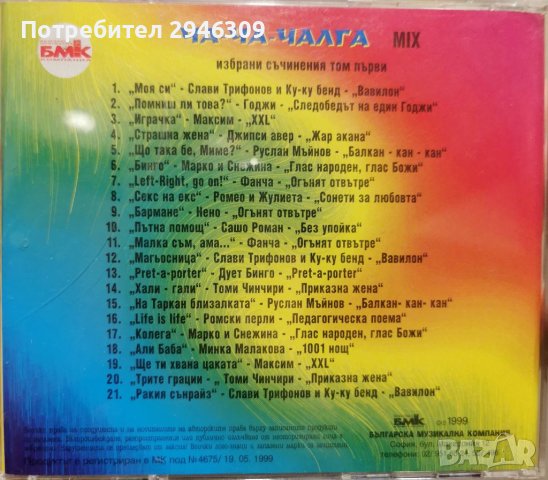 Потребител 2946309
БМК
КОМПАНИЯ
ЧА-ЧА-ЧАЛГА MIX
избрани съчинения том първи
1. „Моя си“ - Слави Трифонов и Ку-ку бенд - „Вавилон“
2. „Помниш ли това?“ - Годжи - „Следобедът на един Годжи“
3. „Играчка“ - Максим - „XXL“
4. „Страшна жена“ - Джипси авер - „Жар акана“
5. „Що така бе, Миме?“ - Руслан Мъйнов - „Балкан - кан - кан“
6. „Бинго“ - Марко и Снежина - „Глас народен, глас Божи“
7. „Left-Right, go on!“ - Фанча - „Огънят отвътре“
8. „Секс на екс“ - Ромео и Жулиета - „Сонети за любовта“
9. „Бармане“ - Нено - „Огънят отвътре“
10. „Пътна помощ“ - Сашо Роман - „Без упойка“
11. „Малка съм, ама...“ - Фанча - „Огънят отвътре“
12. „Магьосница“ - Слави Трифонов и Ку-ку бенд - „Вавилон“
13. „Pret-a-porter“ - Дует Бинго - „Pret-a-porter“
14. „Хали - гали“ - Томи Чинчири - „Приказна жена“
15. „На Таркан близалката“ - Руслан Мъйнов - „Балкан- кан- кан“
16. „Life is life“ - Ромски перли - „Педагогическа поема“
17. „Колега“ - Марко и Снежина - „Глас народен, глас Божи“
18. „Али Баба“ - Минка Малакова - „1001 нощ“
19. „Ще ти хвана цаката“ - Максим - „XXL“
20. „Трите грации - „ Томи Чинчири - „Приказна жена“
21. „Ракия сънрайз“ - Слави Трифонов и Ку-ку бенд - „Вавилон“
БМК 1999
БЪЛГАРСКА МУЗИКАЛНА КОМПАНИЯ
София, бул.
телефони: 02/
Продуктът е регистриран в МК под №4675/ 19. 05. 1999
BAZAR